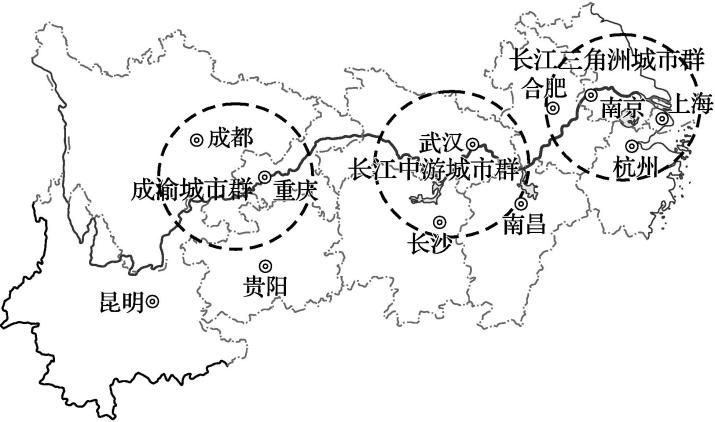 长江三角洲城市群
合肥
南京
上海
杭州
成都
武汉
长江中游城市群
成渝城市群
重庆
南昌
长沙
贵阳
昆明